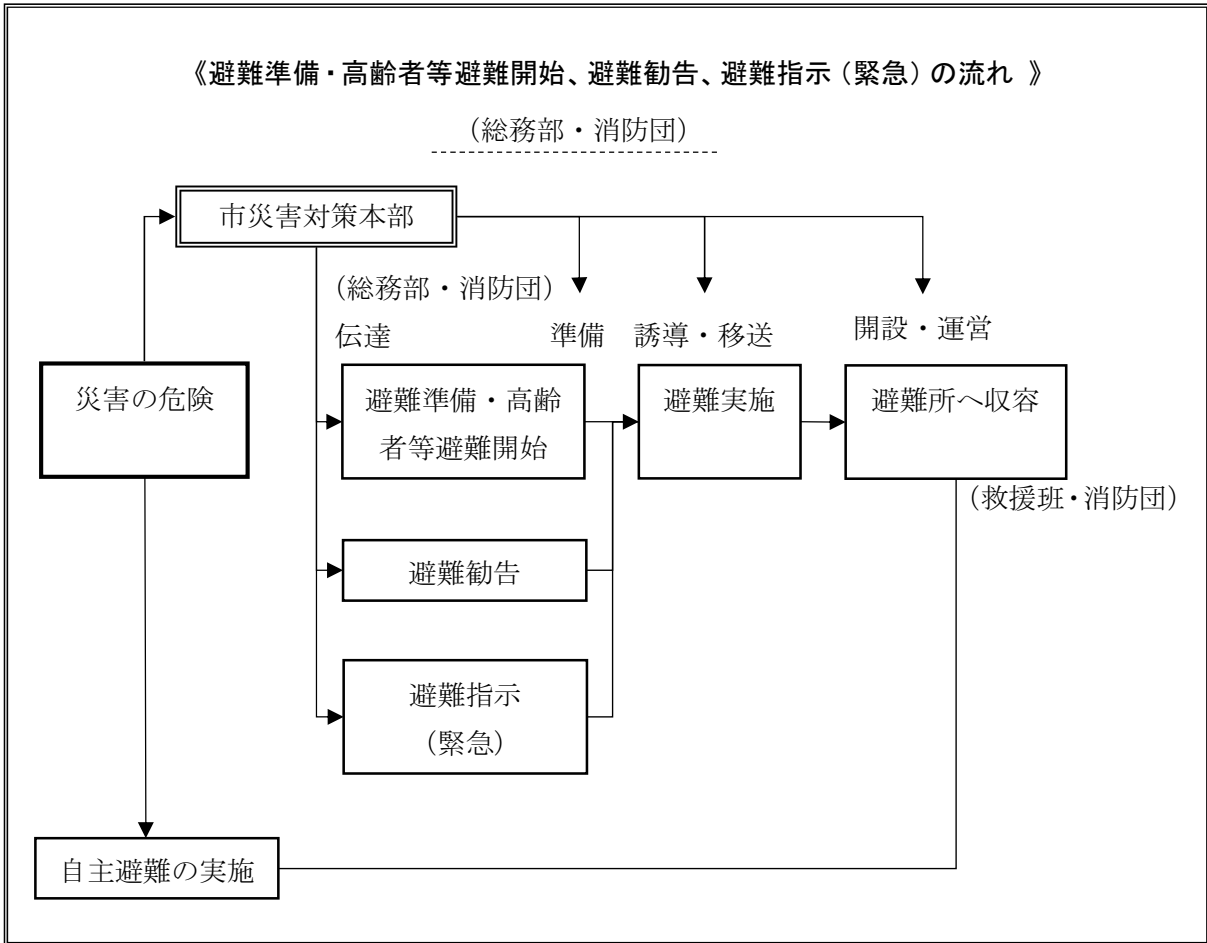 《避難準備・高齢者等避難開始、避難勧告、避難指示(緊急)の流れ 》
(総務部・消防団)
市災害対策本部
(総務部・消防団)
伝達
準備
誘導・移送
開設・運営
災害の危険
避難準備・高齢
者等避難開始
避難実施
避難所へ収容
(救援班・消防団)
避難勧告
避難指示
(緊急)
自主避難の実施